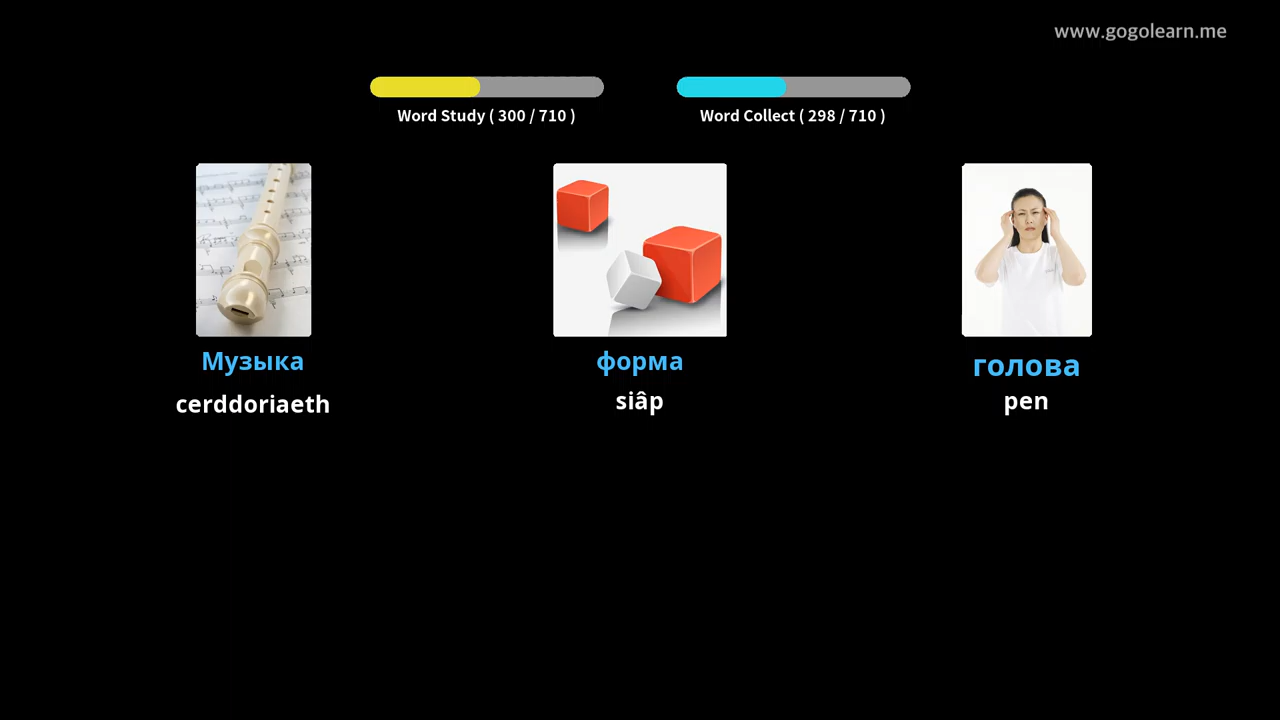 www.gogolearn.me
Word Study ( 300 / 710 )
Word Collect ( 298 / 710 )
Музыка
форма
голова
cerddoriaeth
siâp
pen